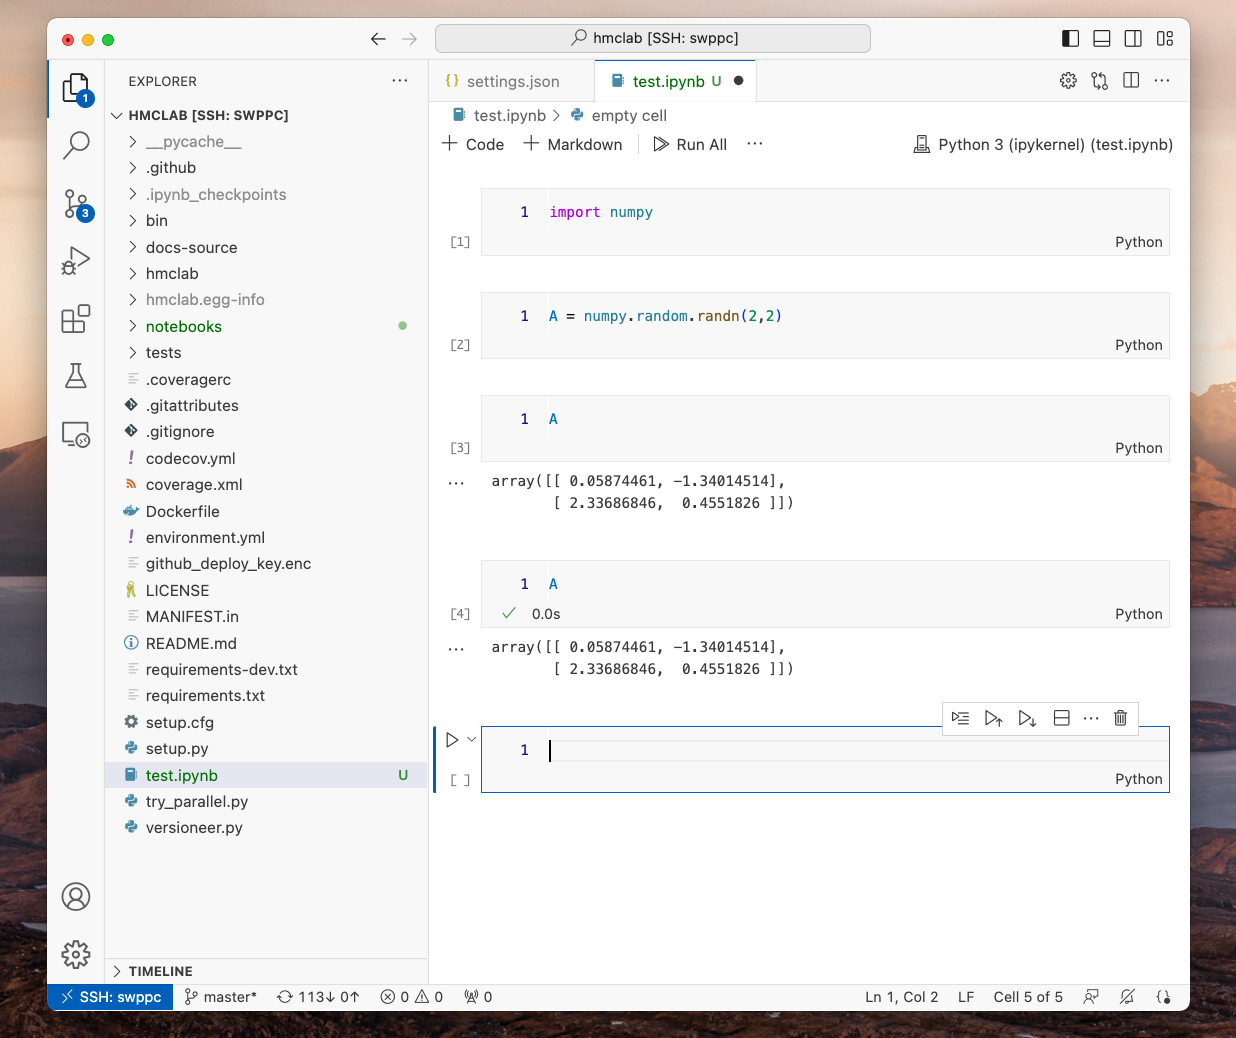 hmclab [SSH: swppc]
EXPLORER
HMCLAB [SSH: SWPPC]
__pycache__
.github
.ipynb_checkpoints
bin
docs-source
hmclab
hmclab.egg-info
notebooks
tests
.coveragerc
.gitattributes
.gitignore
codecov.yml
coverage.xml
Dockerfile
environment.yml
github_deploy_key.enc
LICENSE
MANIFEST.in
README.md
requirements-dev.txt
requirements.txt
setup.cfg
setup.py
test.ipynb U
try_parallel.py
versioneer.py
TIMELINE
1
3
settings.json
test.ipynb U
test.ipynb > empty cell
Code Markdown Run All Python 3 (ipykernel) (test.ipynb)
1 import numpy
[1] Python
1 A = numpy.random.randn(2,2)
[2] Python
1 A
[3] Python
array([[ 0.05874461, -1.34014514],
[ 2.33686846,  0.4551826 ]])
1 A
[4] 0.0s Python
array([[ 0.05874461, -1.34014514],
[ 2.33686846,  0.4551826 ]])
1
[ ] Python
SSH: swppc master* 113↓ 0↑ 0 0 0 Ln 1, Col 2 LF Cell 5 of 5